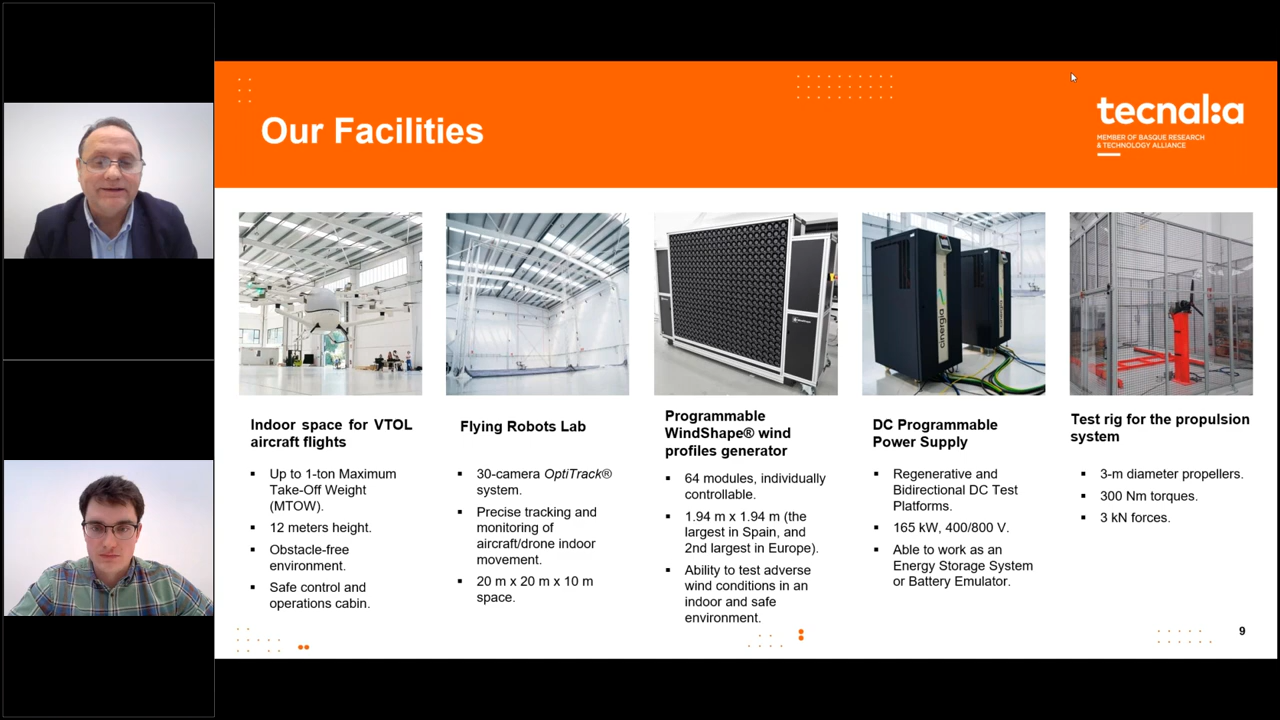 Our Facilities
tecnal:a
MEMBER OF BASQUE RESEARCH
& TECHNOLOGY ALLIANCE
cinergia
Indoor space for VTOL
aircraft flights
▪ Up to 1-ton Maximum
Take-Off Weight
(MTOW).
▪ 12 meters height.
▪ Obstacle-free
environment.
▪ Safe control and
operations cabin.
Flying Robots Lab
▪ 30-camera OptiTrack®
system.
▪ Precise tracking and
monitoring of
aircraft/drone indoor
movement.
▪ 20 m x 20 m x 10 m
space.
Programmable
WindShape® wind
profiles generator
▪ 64 modules, individually
controllable.
▪ 1.94 m x 1.94 m (the
largest in Spain, and
2nd largest in Europe).
▪ Ability to test adverse
wind conditions in an
indoor and safe
environment.
DC Programmable
Power Supply
▪ Regenerative and
Bidirectional DC Test
Platforms.
▪ 165 kW, 400/800 V.
▪ Able to work as an
Energy Storage System
or Battery Emulator.
Test rig for the propulsion
system
▪ 3-m diameter propellers.
▪ 300 Nm torques.
▪ 3 kN forces.
9